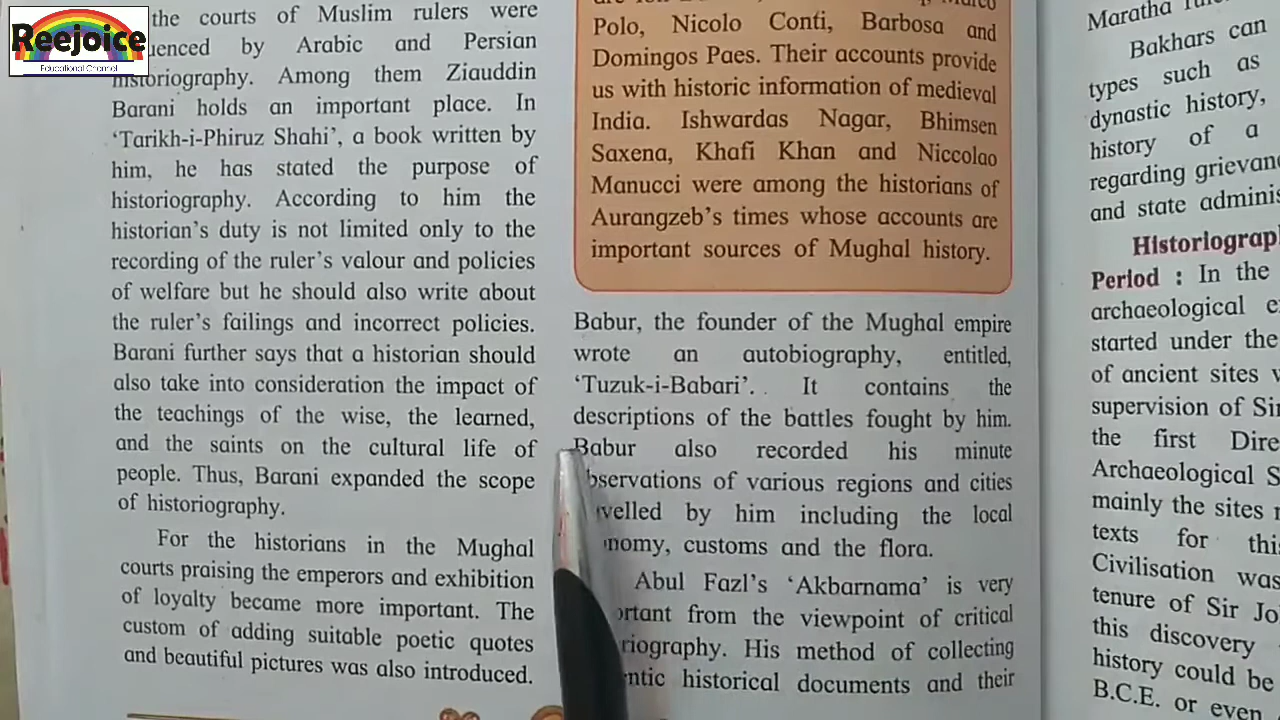 Reejoice
Educational Channel
the courts of Muslim rulers were
by Arabic and Persian
historiography. Among them Ziauddin
Barani holds an important place. In
‘Tarikh-i-Phiruz Shahi’, a book written by
him, he has stated the purpose of
historiography. According to him the
historian’s duty is not limited only to the
recording of the ruler’s valour and policies
of welfare but he should also write about
the ruler’s failings and incorrect policies.
Barani further says that a historian should
also take into consideration the impact of
the teachings of the wise, the learned,
and the saints on the cultural life of
people. Thus, Barani expanded the scope
of historiography.
For the historians in the Mughal
courts praising the emperors and exhibition
of loyalty became more important. The
custom of adding suitable poetic quotes
and beautiful pictures was also introduced.
Polo, Nicolo Conti, Barbosa and
Domingos Paes. Their accounts provide
us with historic information of medieval
India. Ishwardas Nagar, Bhimsen
Saxena, Khafi Khan and Niccolao
Manucci were among the historians of
Aurangzeb’s times whose accounts are
important sources of Mughal history.
Babur, the founder of the Mughal empire
wrote an autobiography, entitled,
‘Tuzuk-i-Babari’. It contains the
descriptions of the battles fought by him.
Babur also recorded his minute
observations of various regions and cities
velled by him including the local
nomy, customs and the flora.
Abul Fazl’s ‘Akbarnama’ is very
ortant from the viewpoint of critical
riography. His method of collecting
ntic historical documents and their
Maratha
Bakhars can
types such as
dynastic history,
history of a
regarding
and state
Historiograp
Period : In the
archaeological e
started under the
of ancient sites
supervision of Sir
the first Dire
Archaeological S
mainly the sites
texts for thi
Civilisation was
tenure of Sir Jo
this discovery
history could be
B.C.E. or even